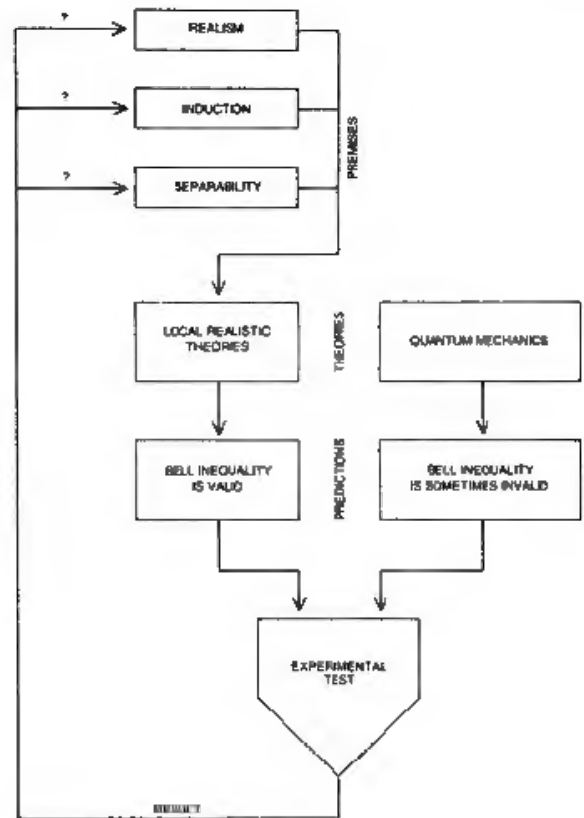 ?
REALISM
?
INDUCTION
?
SEPARABILITY
PREMISES
LOCAL REALISTIC
THEORIES
THEORIES
QUANTUM MECHANICS
BELL INEQUALITY
IS VALID
PREDICTIONS
BELL INEQUALITY
IS SOMETIMES INVALID
EXPERIMENTAL
TEST